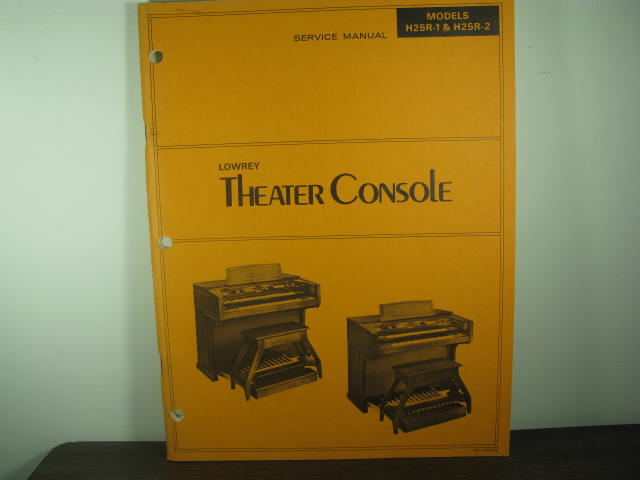 MODELS
H25R-1 & H25R-2
SERVICE MANUAL
LOWREY
THEATER CONSOLE